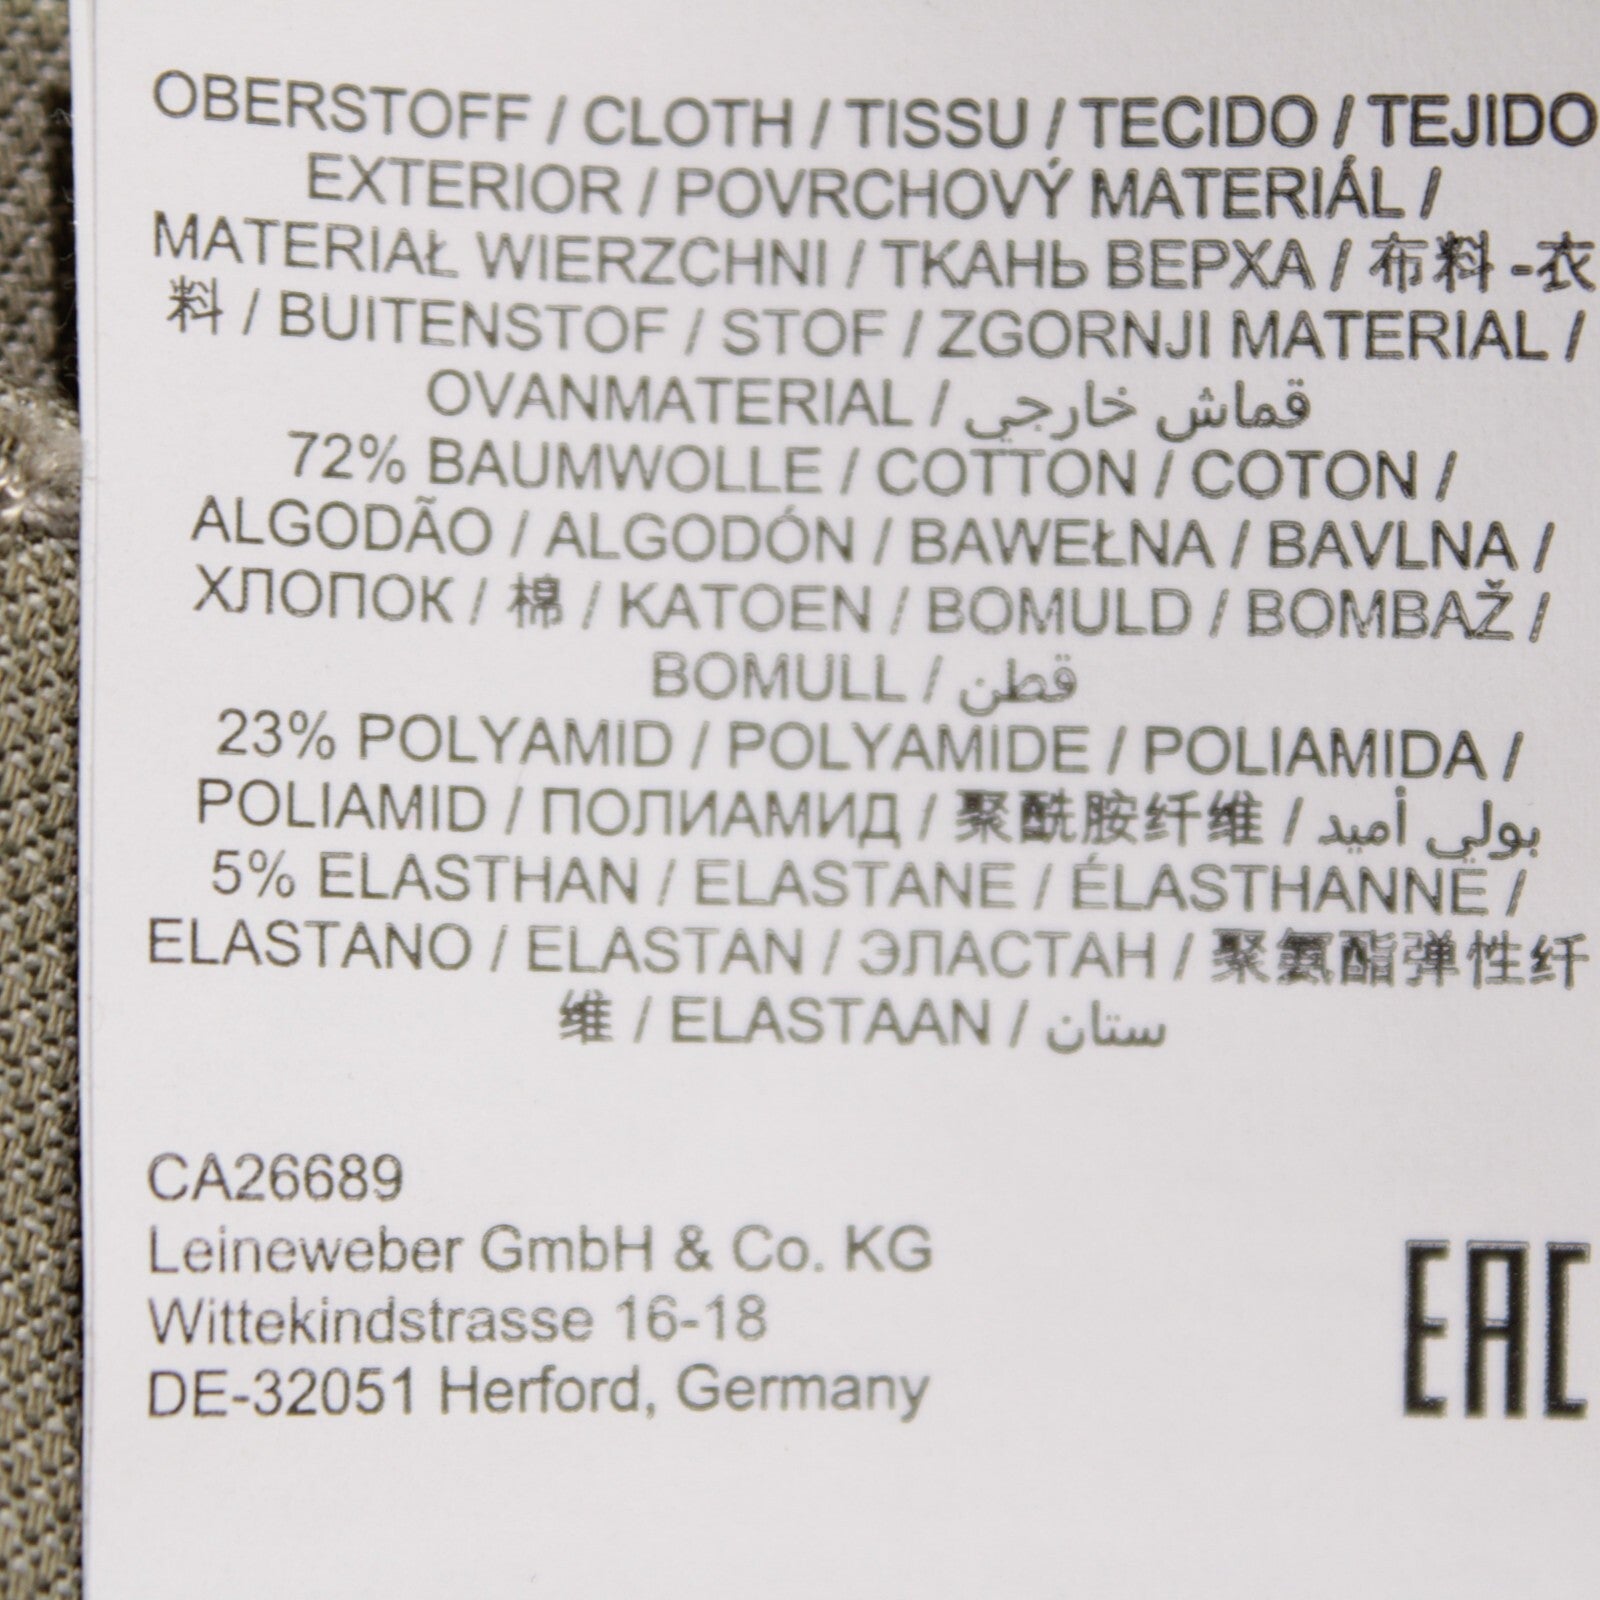 OBERSTOFF / CLOTH / TISSU / TECIDO / TEJIDO
EXTERIOR / POVRCHOVÝ MATERIÁL /
MATERIAŁ WIERZCHNI / ТКАНЬ ВЕРХА / 布料 -衣
料 / BUITENSTOF / STOF / ZGORNJI MATERIAL /
OVANMATERIAL / قماش خارجي
72% BAUMWOLLE / COTTON / COTON /
ALGODÃO / ALGODÓN / BAWEŁNA / BAVLNA /
ХЛОПОК / 棉 / KATOEN / BOMULD / BOMBAŽ /
BOMULL / قطن
23% POLYAMID / POLYAMIDE / POLIAMIDA /
POLIAMID / ПОЛИАМИД / 聚酰胺纤维 / بولي أميد
5% ELASTHAN / ELASTANE / ÉLASTHANNE /
ELASTANO / ELASTAN / ЭЛАСТАН / 聚氨酯弹性纤
维 / ELASTAAN / ستان
CA26689
Leineweber GmbH & Co. KG
Wittekindstrasse 16-18
DE-32051 Herford, Germany
EAC